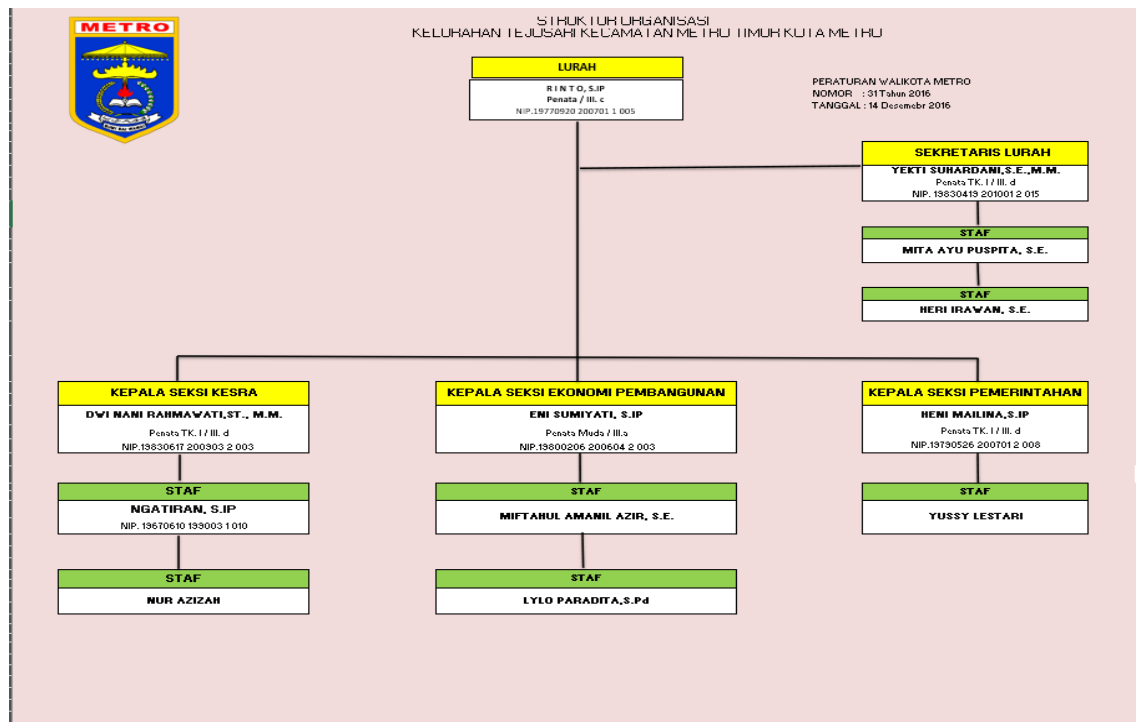 METRO
STRUKTUR ORGANISASI
KELURAHAN TEJOSARI KECAMATAN METRO TIMUR KOTA METRO
LURAH
R I N T O, S.IP
Penata / III. c
NIP.19770920 200701 1 005
PERATURAN WALIKOTA METRO
NOMOR : 31 Tahun 2016
TANGGAL : 14 Desemebr 2016
SEKRETARIS LURAH
YEKTI SUHARDANI,S.E.,M.M.
Penata TK. I / III. d
NIP. 19830419 201001 2 015
STAF
MITA AYU PUSPITA, S.E.
STAF
HERI IRAWAN, S.E.
KEPALA SEKSI KESRA
DWI NANI RAHMAWATI,ST., M.M.
Penata TK. I / III. d
NIP.19830617 200903 2 003
STAF
NGATIRAN, S.IP
NIP. 19670610 199003 1 010
STAF
NUR AZIZAH
KEPALA SEKSI EKONOMI PEMBANGUNAN
ENI SUMIYATI, S.IP
Penata Muda / III.a
NIP.19800206 200604 2 003
STAF
MIFTAHUL AMANIL AZIR, S.E.
STAF
LYLO PARADITA,S.Pd
KEPALA SEKSI PEMERINTAHAN
HENI MAILINA,S.IP
Penata TK. I / III. d
NIP.19790526 200701 2 008
STAF
YUSSY LESTARI